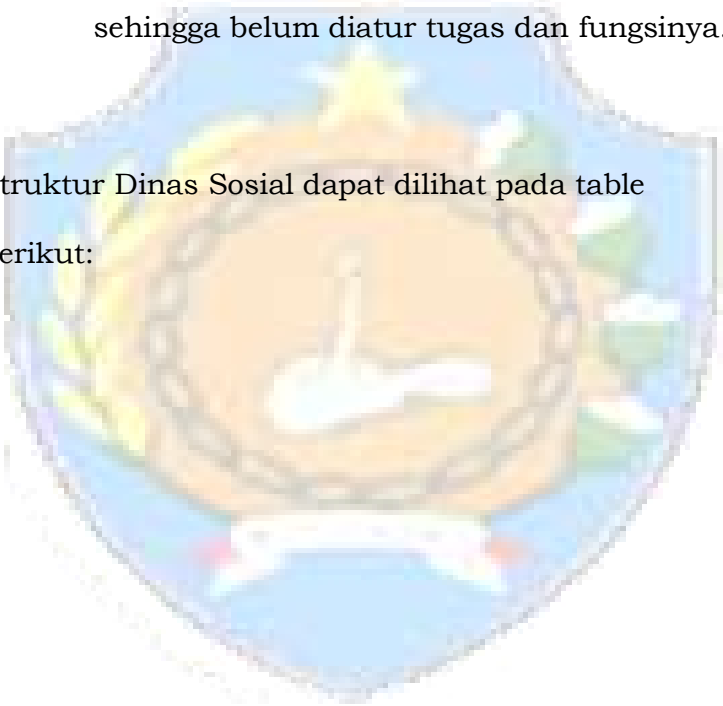 sehingga belum diatur tugas dan fungsinya.
truktur Dinas Sosial dapat dilihat pada table
erikut: